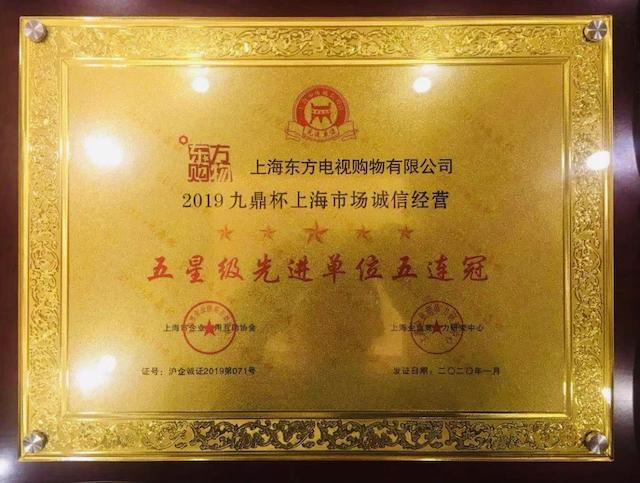 东方购物
上海东方电视购物有限公司
2019九鼎杯上海市场诚信经营
五星级先进单位五连冠
上海市企业信用互助协会
上海企业竞争力研究中心
证号：沪企诚证2019第071号
发证日期：二〇二〇年一月